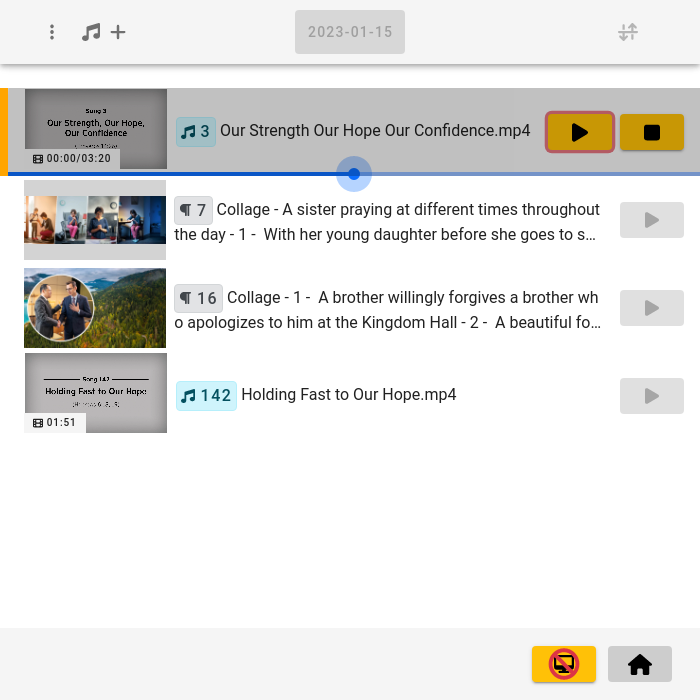 2023-01-15
Song 3
Our Strength, Our Hope,
Our Confidence
00:00/03:20
3 Our Strength Our Hope Our Confidence.mp4
¶ 7 Collage - A sister praying at different times throughout
the day - 1 - With her young daughter before she goes to s…
¶ 16 Collage - 1 - A brother willingly forgives a brother wh
o apologizes to him at the Kingdom Hall - 2 - A beautiful fo…
Song 142
Holding Fast to Our Hope
01:51
142 Holding Fast to Our Hope.mp4